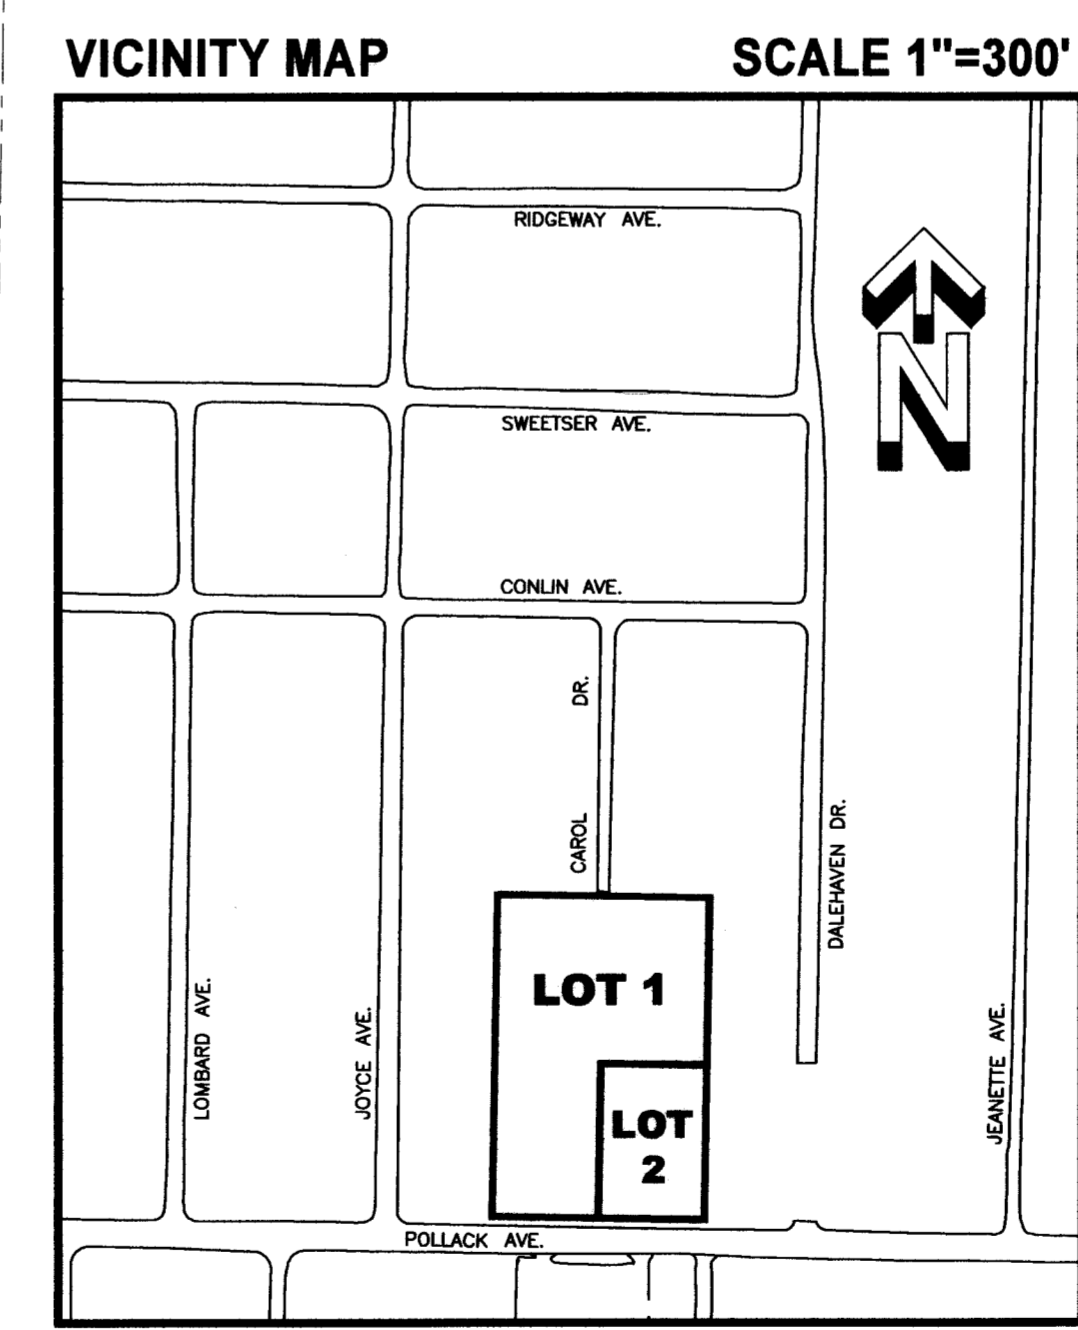 VICINITY MAP
SCALE 1"=300'
RIDGEWAY AVE.
N
SWEETSER AVE.
CONLIN AVE.
CAROL DR.
DALEHAVEN DR.
LOT 1
LOMBARD AVE.
JOYCE AVE.
JEANETTE AVE.
LOT
2
POLLACK AVE.